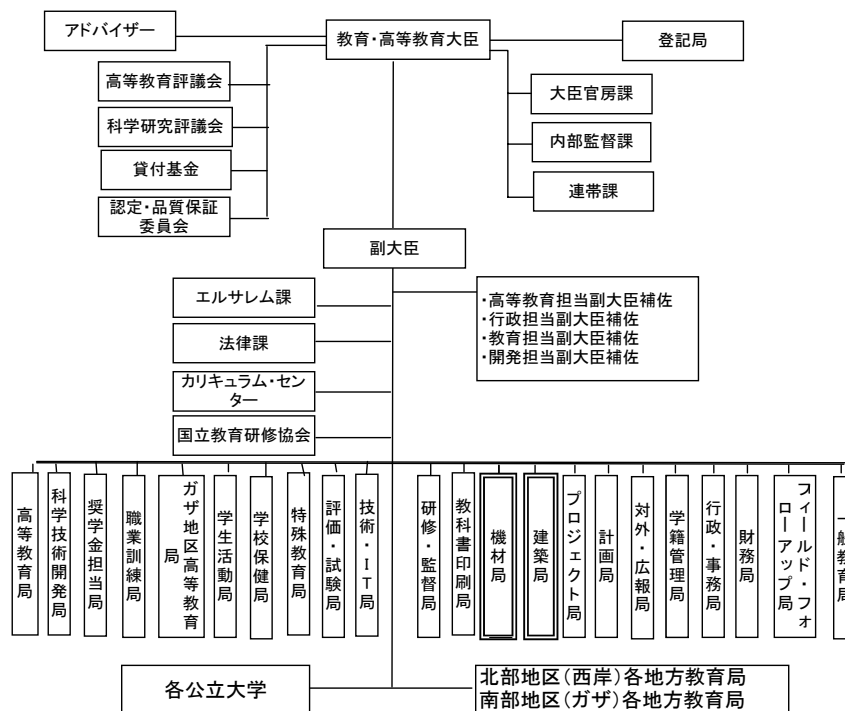 アドバイザー
教育・高等教育大臣
登記局
高等教育評議会
大臣官房課
科学研究評議会
内部監督課
貸付基金
連帯課
認定・品質保証
委員会
副大臣
エルサレム課
・高等教育担当副大臣補佐
・行政担当副大臣補佐
・教育担当副大臣補佐
・開発担当副大臣補佐
法律課
カリキュラム・セン
ター
国立教育研修協会
高等教育局
科学技術開発局
奨学金担当局
職業訓練局
ガザ地区高等教育
局
学生活動局
学校保健局
特殊教育局
評価・試験局
技術・IT局
研修・監督局
教科書印刷局
機材局
建築局
プロジェクト局
計画局
対外・広報局
学籍管理局
行政・事務局
財務局
フィールド・フォ
ローアップ局
一般教育局
各公立大学
北部地区(西岸)各地方教育局
南部地区(ガザ)各地方教育局